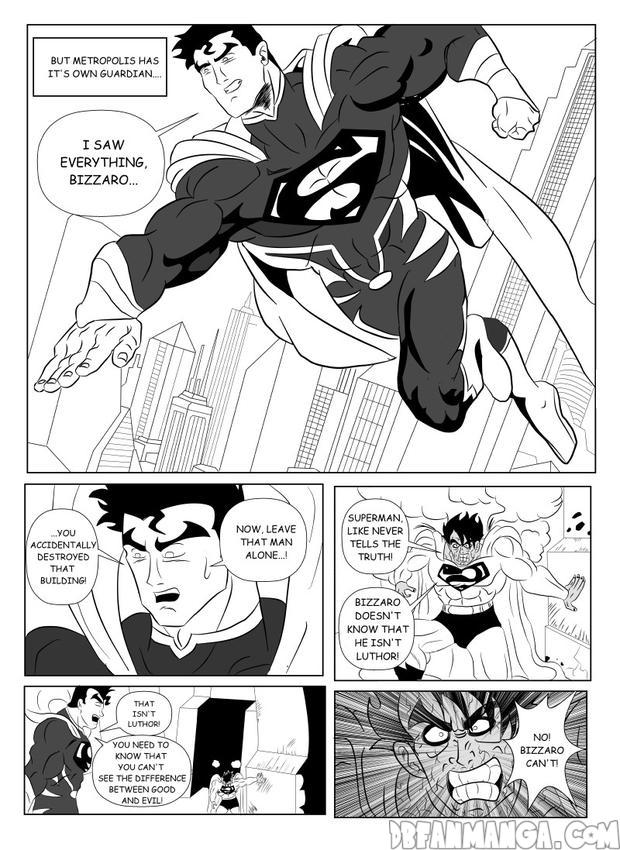 BUT METROPOLIS HAS
IT'S OWN GUARDIAN....
I SAW
EVERYTHING,
BIZZARO...
...YOU
ACCIDENTALLY
DESTROYED
THAT
BUILDING!
NOW, LEAVE
THAT MAN
ALONE...!
SUPERMAN,
LIKE NEVER
TELLS THE
TRUTH!
BIZZARO
DOESN'T
KNOW THAT
HE ISN'T
LUTHOR!
THAT
ISN'T
LUTHOR!
YOU NEED TO
KNOW THAT
YOU CAN'T
SEE THE DIFFERENCE
BETWEEN GOOD
AND EVIL!
NO!
BIZZARO
CAN'T!
DBFANMANGA.COM